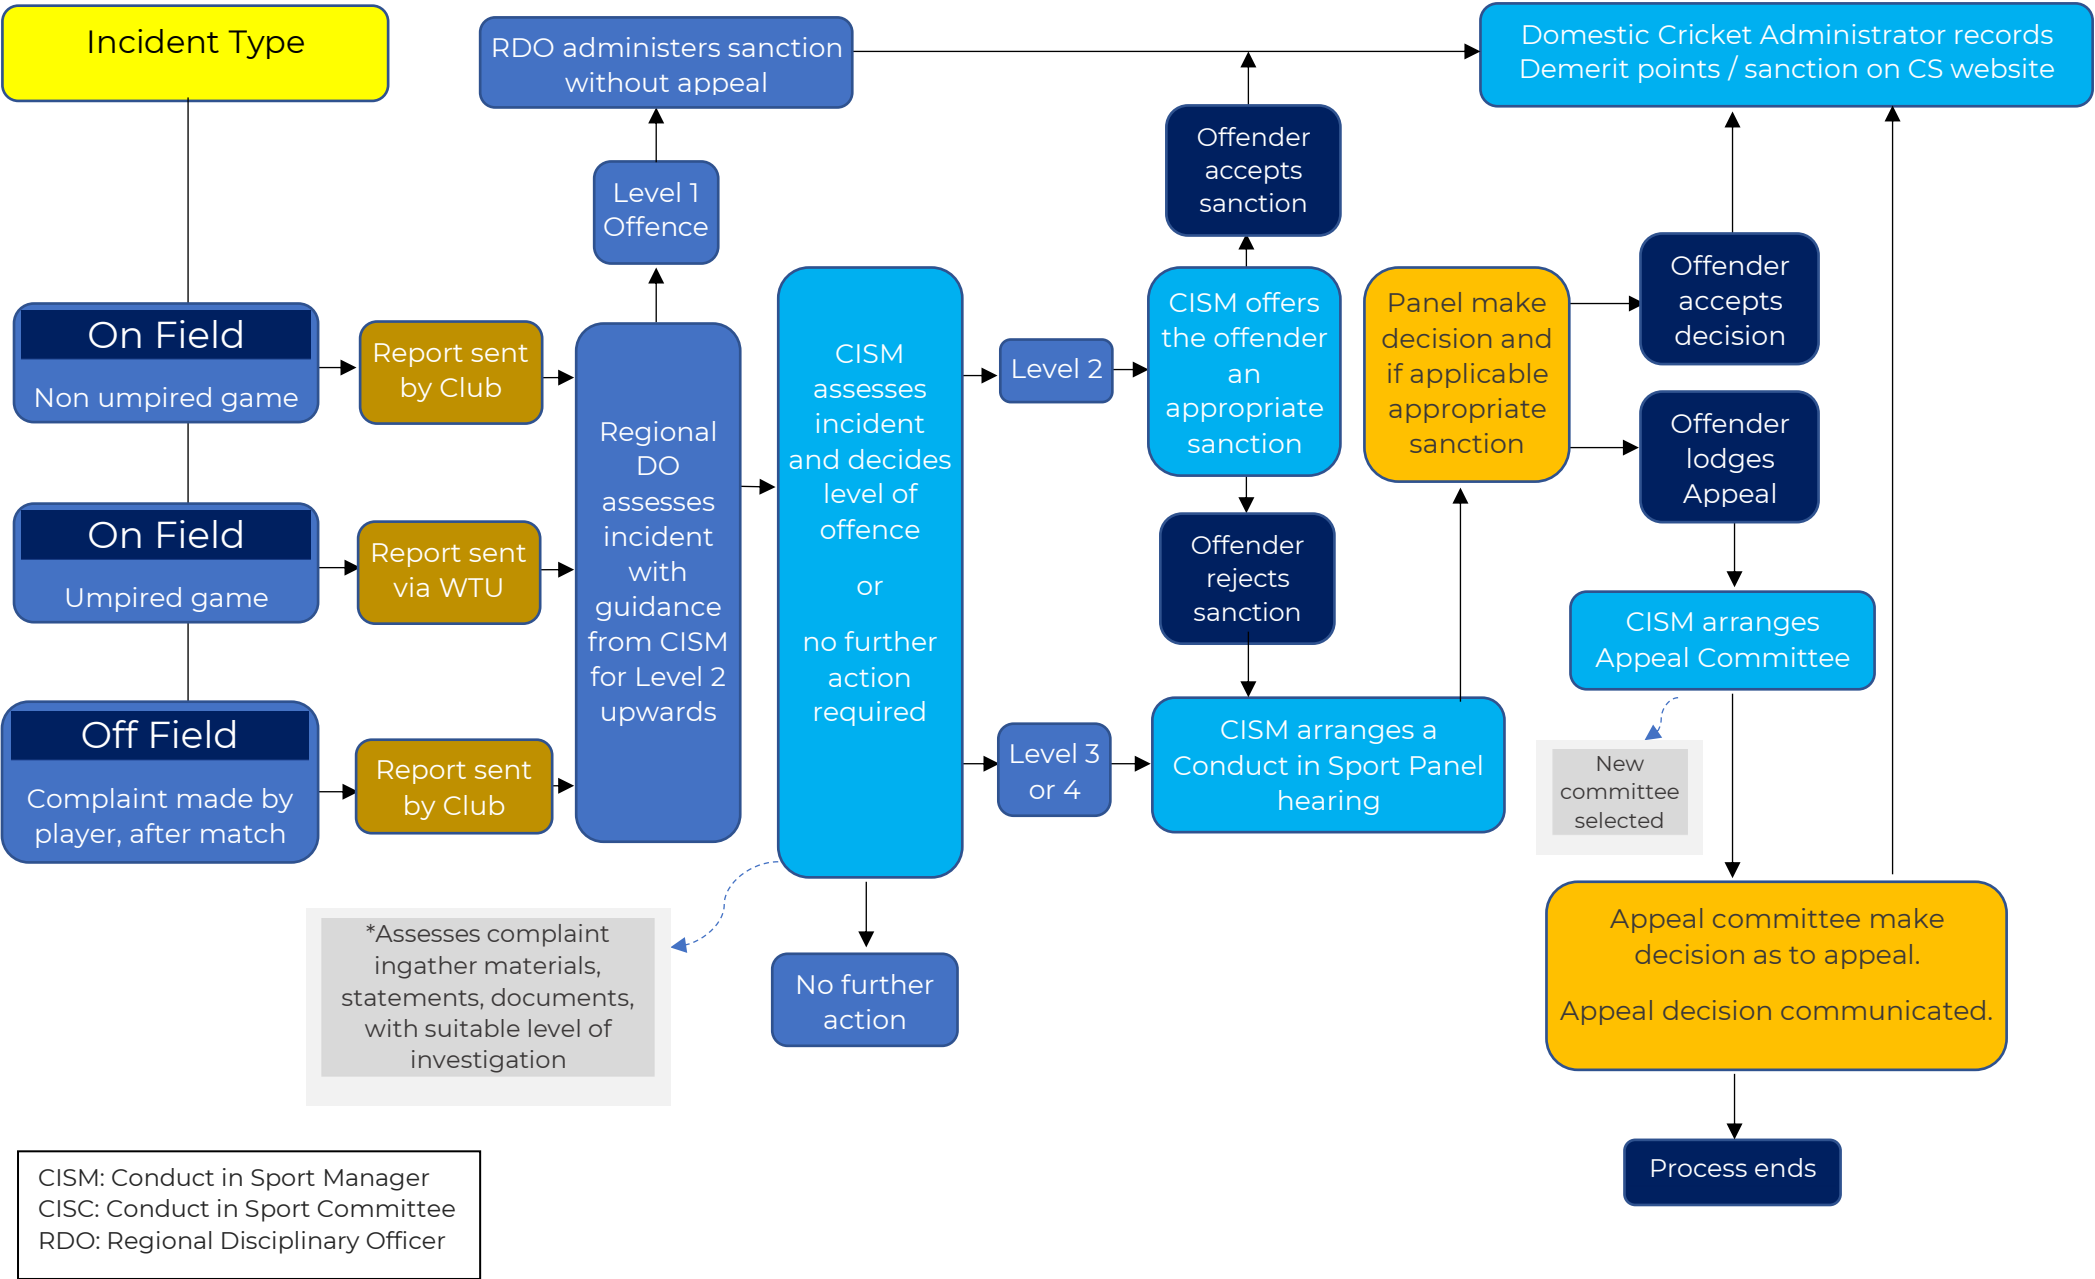 Incident Type
RDO administers sanction
without appeal
Domestic Cricket Administrator records
Demerit points / sanction on CS website
Level 1
Offence
Offender
accepts
sanction
On Field
Non umpired game
Report sent
by Club
On Field
Umpired game
Report sent
via WTU
Off Field
Complaint made by
player, after match
Report sent
by Club
Regional
DO
assesses
incident
with
guidance
from CISM
for Level 2
upwards
CISM
assesses
incident
and decides
level of
offence
or
no further
action
required
Level 2
CISM offers
the offender
an
appropriate
sanction
Offender
rejects
sanction
Level 3
or 4
CISM arranges a
Conduct in Sport Panel
hearing
Panel make
decision and
if applicable
appropriate
sanction
Offender
accepts
decision
Offender
lodges
Appeal
CISM arranges
Appeal Committee
New
committee
selected
Appeal committee make
decision as to appeal.
Appeal decision communicated.
Process ends
*Assesses complaint
ingather materials,
statements, documents,
with suitable level of
investigation
No further
action
CISM: Conduct in Sport Manager
CISC: Conduct in Sport Committee
RDO: Regional Disciplinary Officer